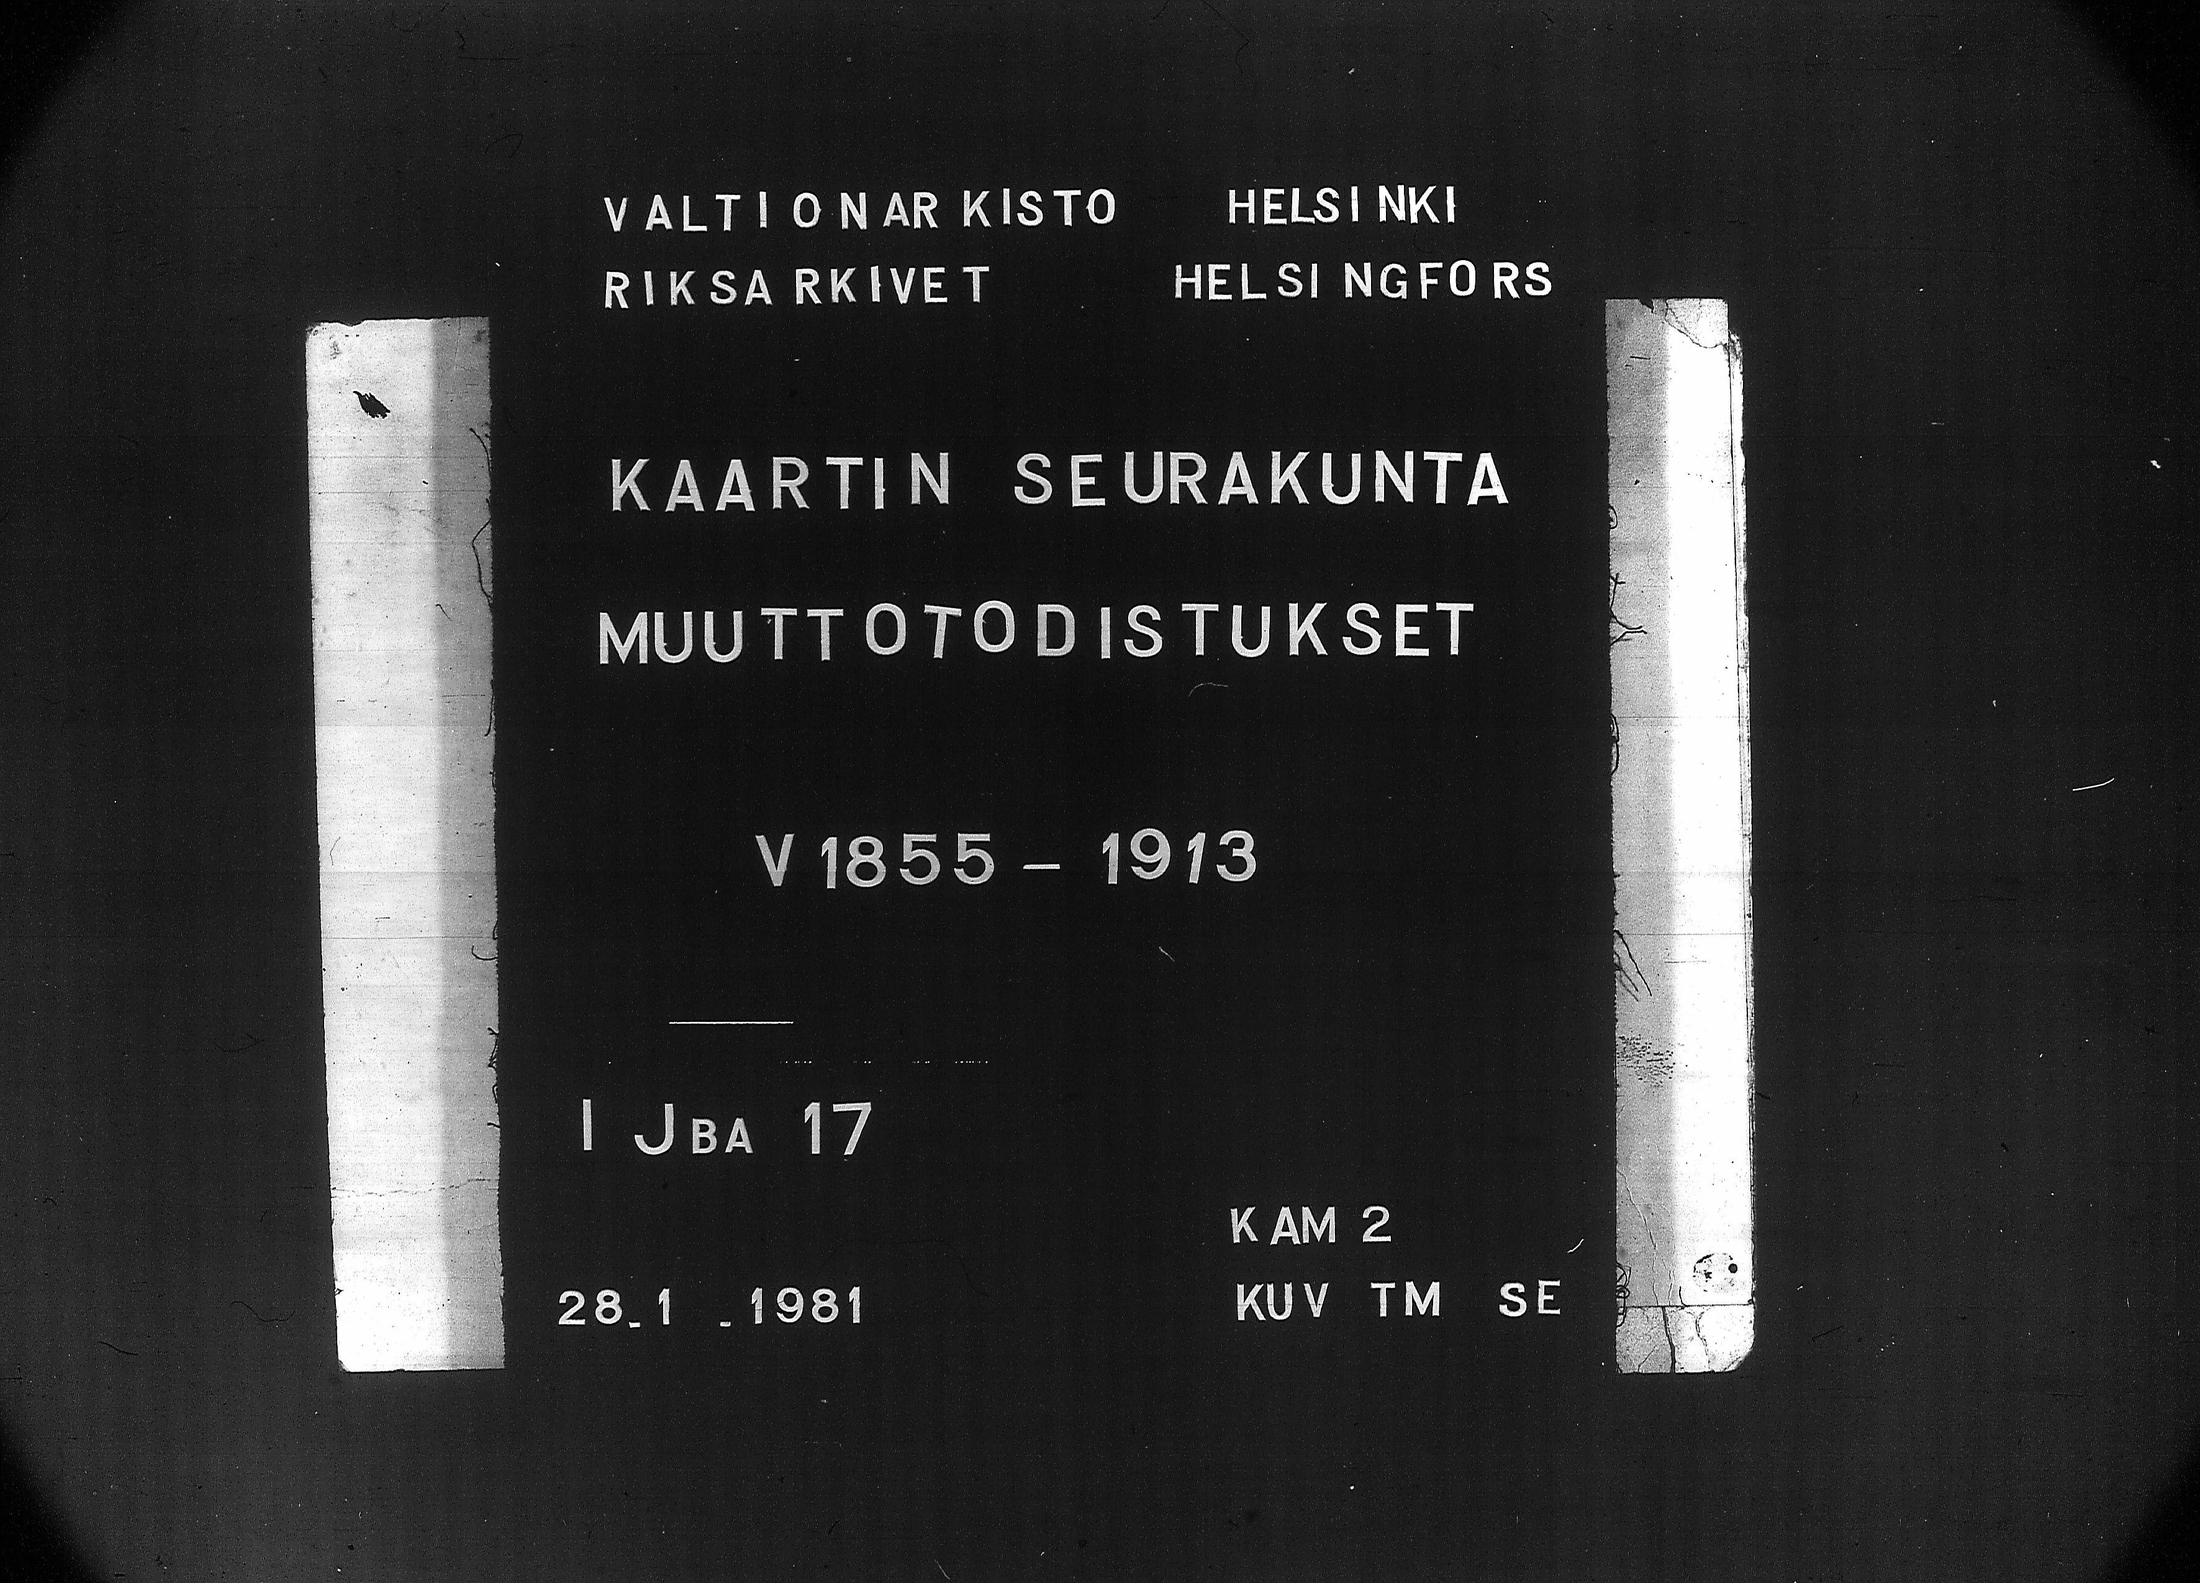 VALTIONARKISTO HELSINKI
RIKSARKIVET HELSINGFORS
KAARTIN SEURAKUNTA
MUUTTOTODISTUKSET
V 1855 – 1913
I JBA 17
KAM 2
28.1.1981 KUV TM SE